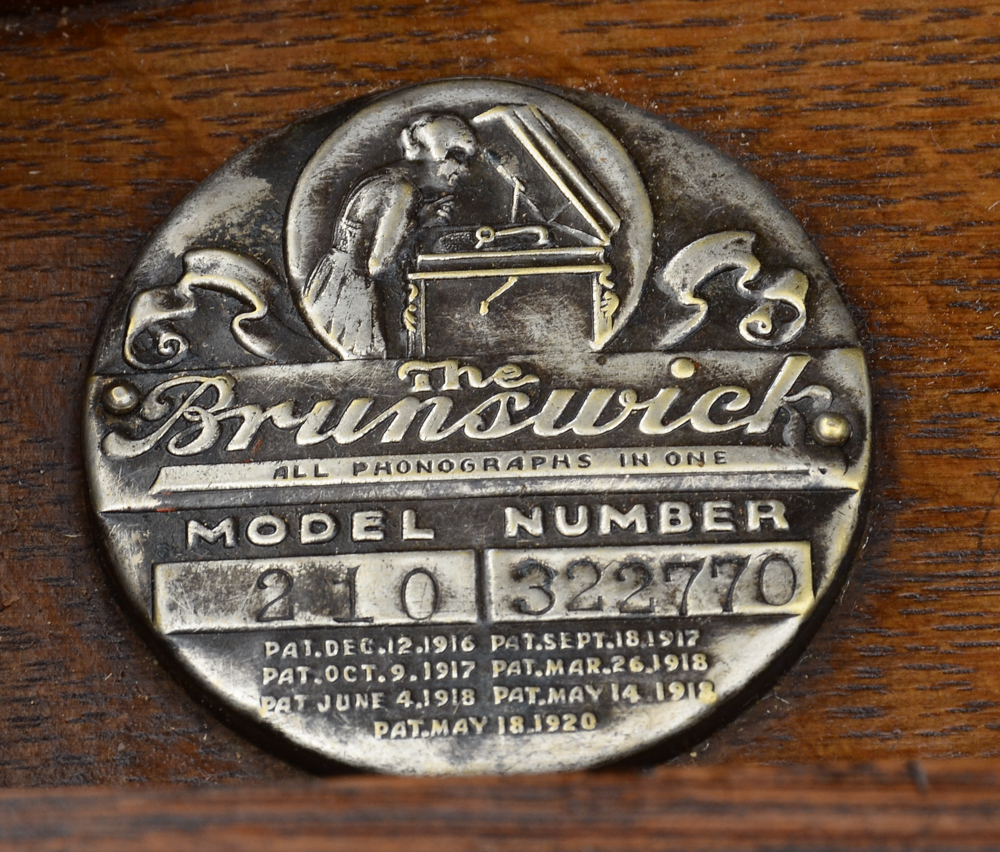 The
Brunswick
ALL PHONOGRAPHS IN ONE
MODEL NUMBER
210 322770
PAT.DEC.12.1916 PAT.SEPT.18.1917
PAT.OCT.9.1917 PAT.MAR.26.1918
PAT JUNE 4.1918 PAT.MAY 14.1918
PAT.MAY 18.1920